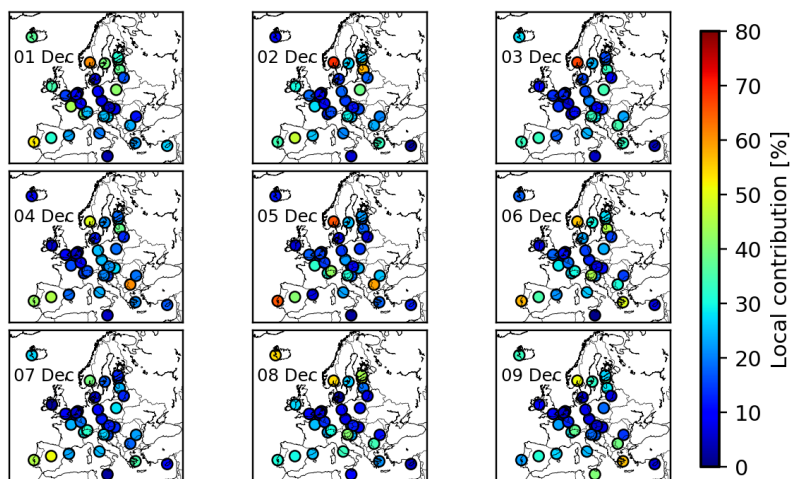 01 Dec
02 Dec
03 Dec
04 Dec
05 Dec
06 Dec
07 Dec
08 Dec
09 Dec
80
70
60
50
40
30
20
10
0
Local contribution [%]